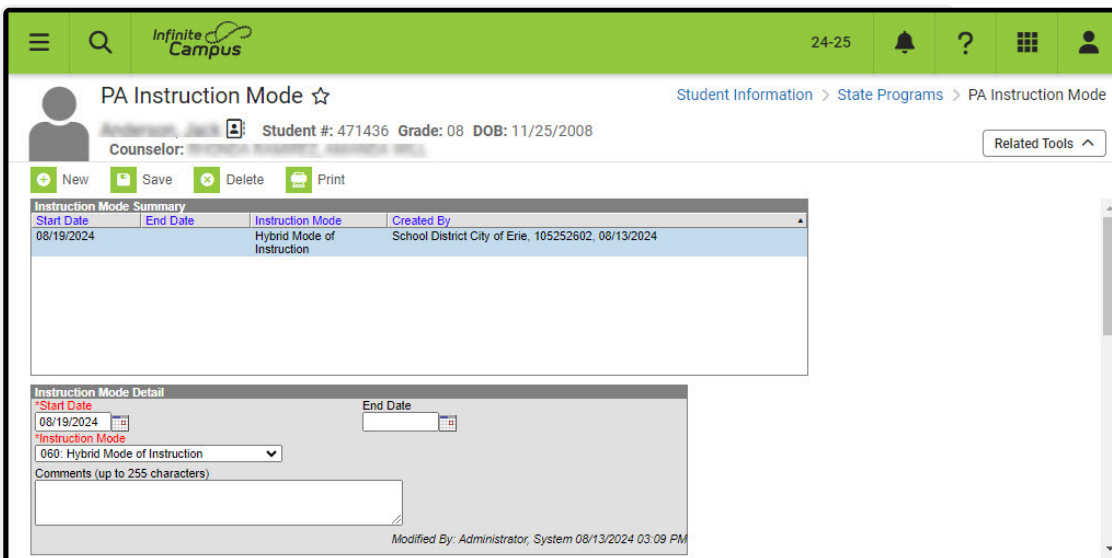 Infinite Campus
24-25
?
PA Instruction Mode ☆
Student Information > State Programs > PA Instruction Mode
Student #: 471436 Grade: 08 DOB: 11/25/2008
Counselor:
Related Tools
New Save Delete Print
Instruction Mode Summary
Start Date End Date Instruction Mode Created By
08/19/2024 Hybrid Mode of School District City of Erie, 105252602, 08/13/2024
Instruction
Instruction Mode Detail
*Start Date End Date
08/19/2024
*Instruction Mode
060: Hybrid Mode of Instruction
Comments (up to 255 characters)
Modified By: Administrator, System 08/13/2024 03:09 PM